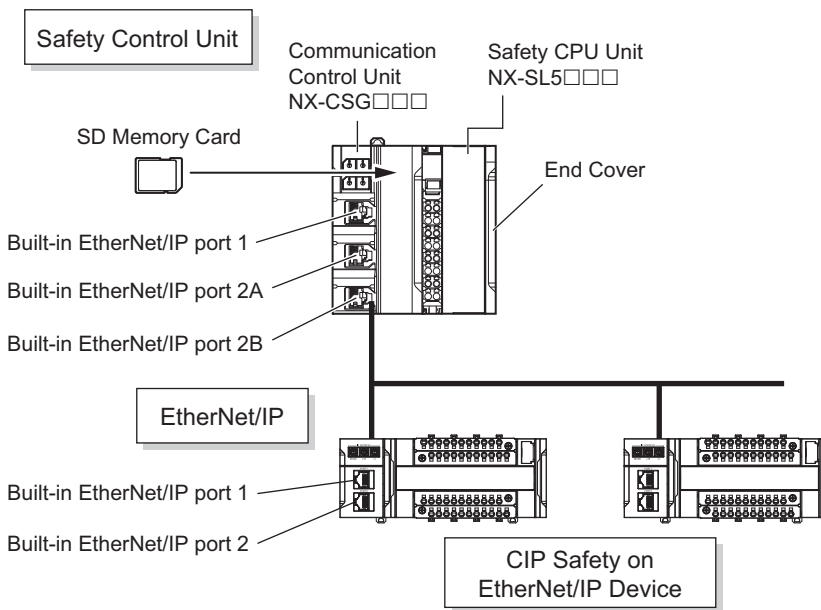 Safety Control Unit
Communication
Control Unit
NX-CSG□□□
Safety CPU Unit
NX-SL5□□□
SD Memory Card
End Cover
Built-in EtherNet/IP port 1
Built-in EtherNet/IP port 2A
Built-in EtherNet/IP port 2B
EtherNet/IP
Built-in EtherNet/IP port 1
Built-in EtherNet/IP port 2
CIP Safety on
EtherNet/IP Device